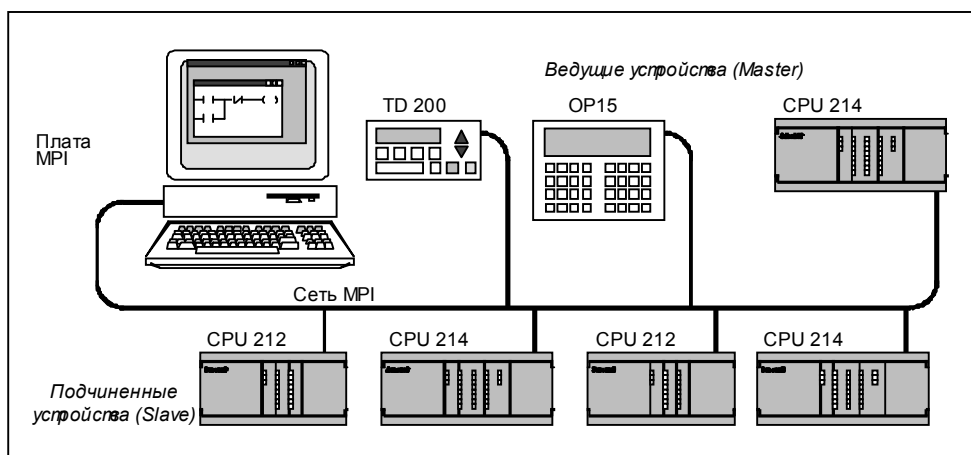 Ведущие устройства (Master)
TD 200
OP15
CPU 214
Плата
MPI
Сеть MPI
CPU 212
CPU 214
CPU 212
CPU 214
Подчиненные
устройства (Slave)